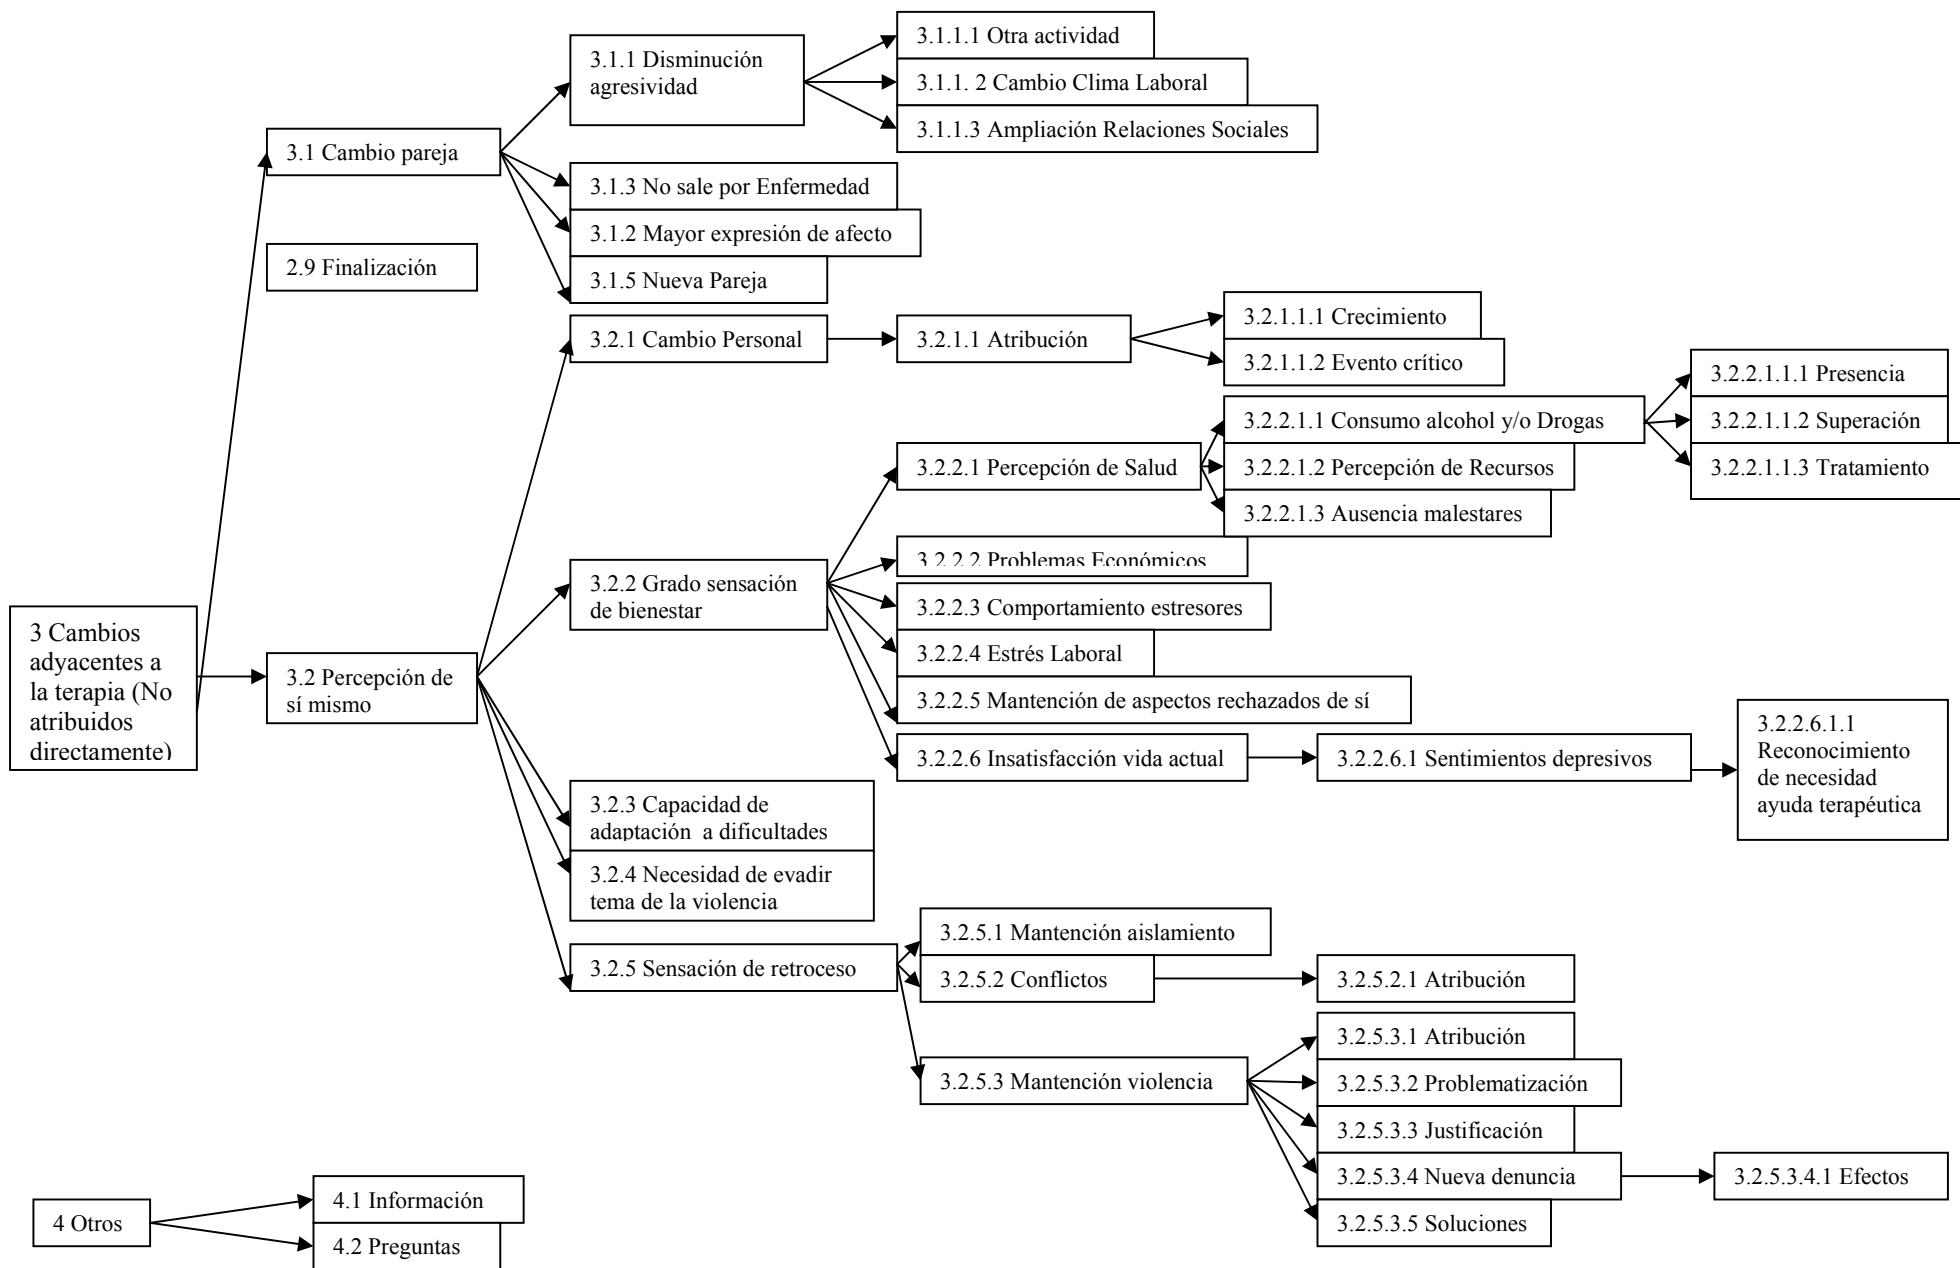 3.1.1.1 Otra actividad
3.1.1 Disminución
agresividad
3.1.1. 2 Cambio Clima Laboral
3.1.1.3 Ampliación Relaciones Sociales
3.1 Cambio pareja
3.1.3 No sale por Enfermedad
3.1.2 Mayor expresión de afecto
2.9 Finalización
3.1.5 Nueva Pareja
3.2.1 Cambio Personal
3.2.1.1 Atribución
3.2.1.1.1 Crecimiento
3.2.1.1.2 Evento crítico
3.2.2.1.1.1 Presencia
3.2.2.1.1 Consumo alcohol y/o Drogas
3.2.2.1.1.2 Superación
3.2.2.1 Percepción de Salud
3.2.2.1.2 Percepción de Recursos
3.2.2.1.1.3 Tratamiento
3.2.2.1.3 Ausencia malestares
3.2.2 Grado sensación
de bienestar
3.2.2.2 Problemas Económicos
3.2.2.3 Comportamiento estresores
3.2.2.4 Estrés Laboral
3 Cambios
adyacentes a
la terapia (No
atribuidos
directamente)
3.2 Percepción de
sí mismo
3.2.2.5 Mantención de aspectos rechazados de sí
3.2.2.6 Insatisfacción vida actual
3.2.2.6.1 Sentimientos depresivos
3.2.2.6.1.1
Reconocimiento
de necesidad
ayuda terapéutica
3.2.3 Capacidad de
adaptación a dificultades
3.2.4 Necesidad de evadir
tema de la violencia
3.2.5 Sensación de retroceso
3.2.5.1 Mantención aislamiento
3.2.5.2 Conflictos
3.2.5.2.1 Atribución
3.2.5.3 Mantención violencia
3.2.5.3.1 Atribución
3.2.5.3.2 Problematización
3.2.5.3.3 Justificación
3.2.5.3.4 Nueva denuncia
3.2.5.3.4.1 Efectos
3.2.5.3.5 Soluciones
4 Otros
4.1 Información
4.2 Preguntas